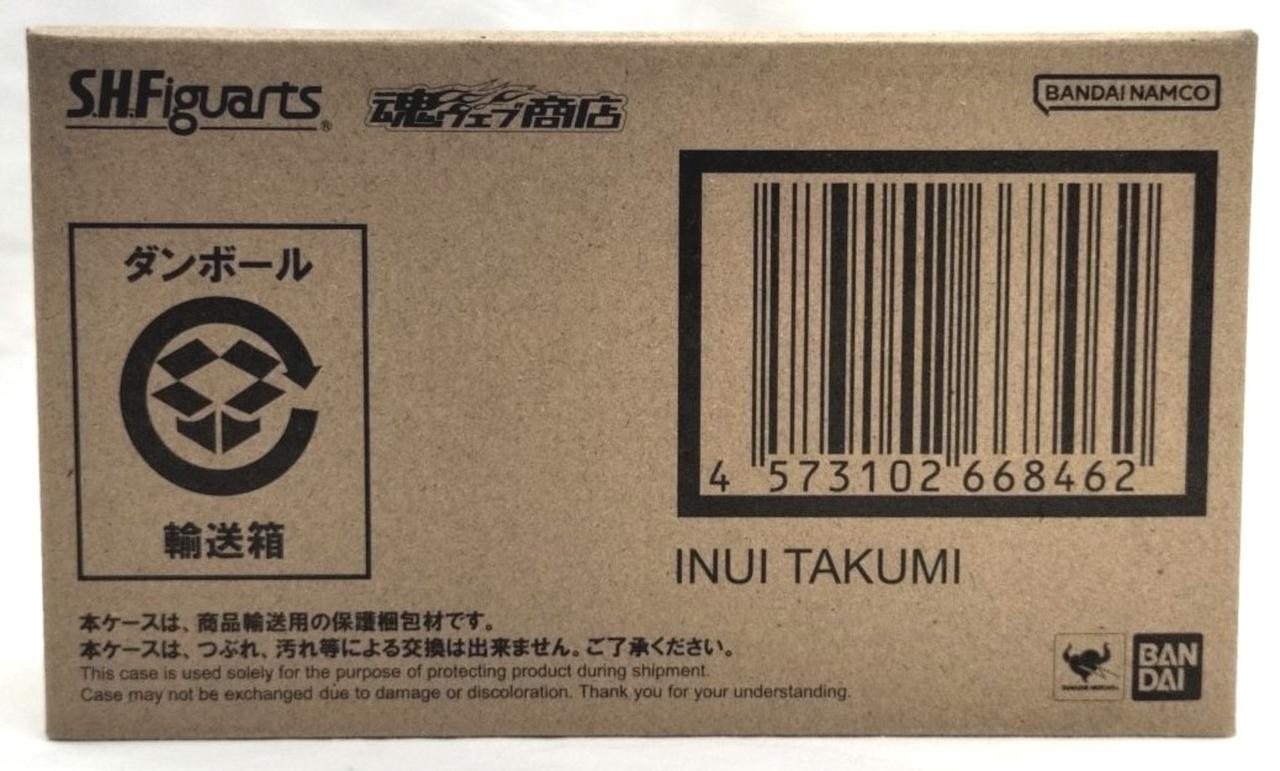 S.H.Figuarts®
魂ウェブ商店
BANDAI NAMCO
ダンボール
輸送箱
4 573102 668462
INUI TAKUMI
本ケースは、商品輸送用の保護梱包材です。
本ケースは、つぶれ、汚れ等による交換は出来ません。ご了承ください。
This case is used solely for the purpose of protecting product during shipment.
Case may not be exchanged due to damage or discoloration. Thank you for your understanding.
BAN
DAI